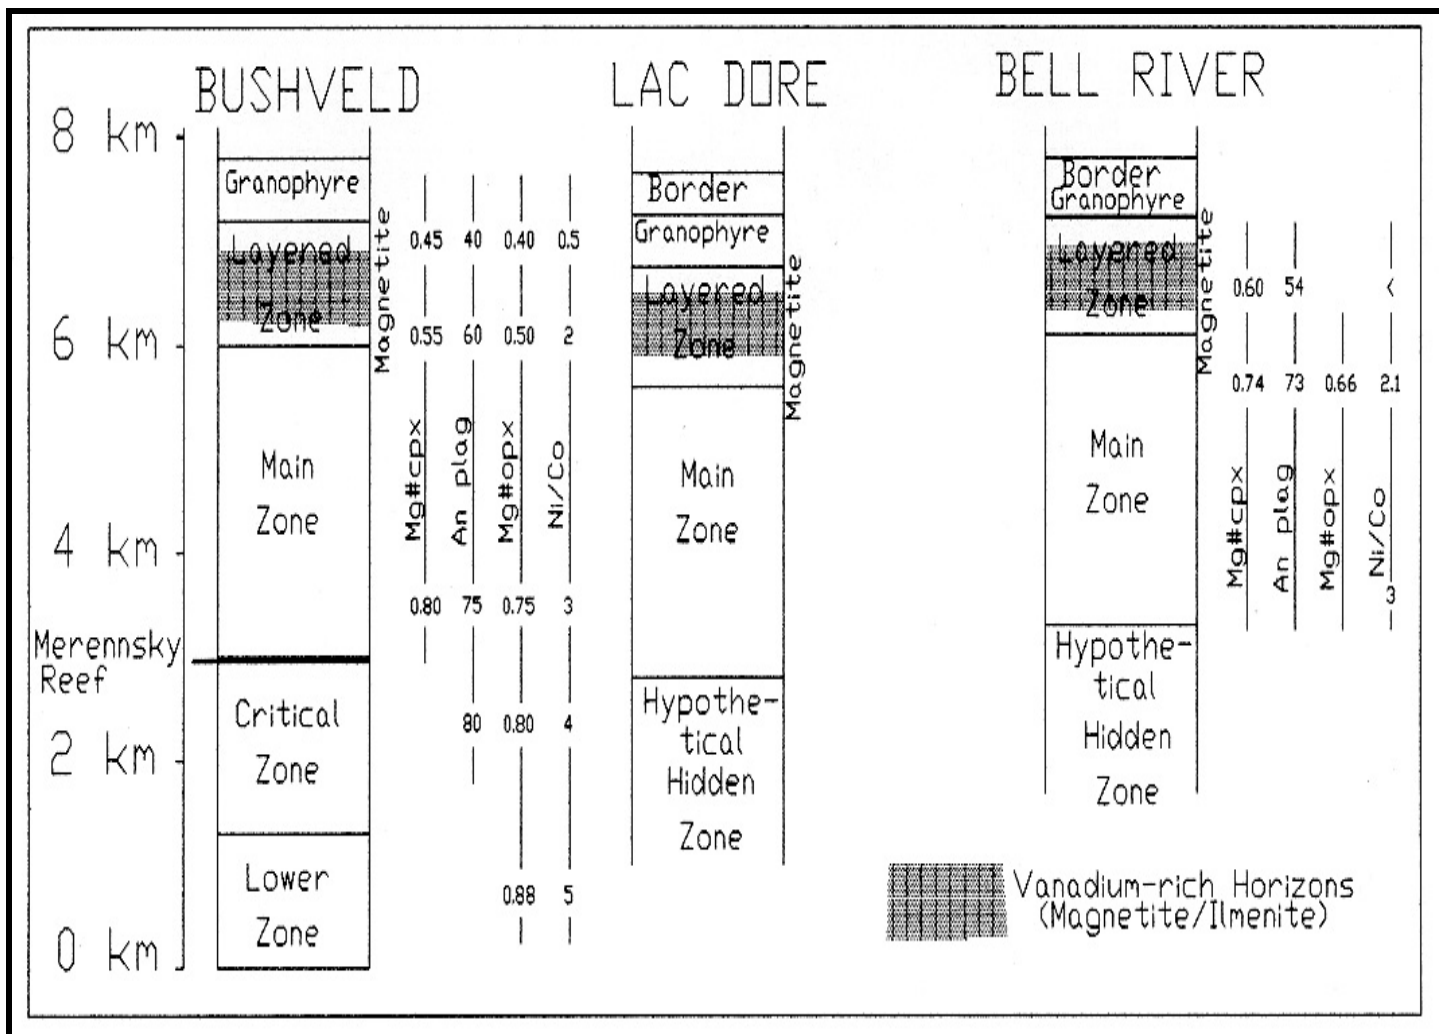 BUSHVELD
LAC DORE
BELL RIVER
8 km
6 km
4 km
2 km
0 km
Merennsky
Reef
Granophyre
Layered
Zone
Main
Zone
Critical
Zone
Lower
Zone
Magnetite
0.45 40 0.40 0.5
0.55 60 0.50 2
Mg#cpx An plag Mg#opx Ni/Co
0.80 75 0.75 3
80 0.80 4
0.88 5
Border
Granophyre
Layered
Zone
Main
Zone
Hypothe-
tical
Hidden
Zone
Magnetite
Border
Granophyre
Layered
Zone
Main
Zone
Hypothe-
tical
Hidden
Zone
Magnetite
0.60 54 <
0.74 73 0.66 2.1
Mg#cpx An plag Mg#opx Ni/Co
3
Vanadium-rich Horizons
(Magnetite/Ilmenite)